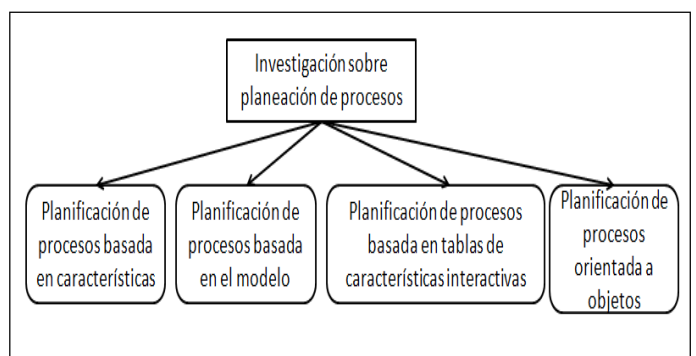 Investigación sobre
planeación de procesos
Planificación de
procesos basada
en características
Planificación de
procesos basada
en el modelo
Planificación de procesos
basada en tablas de
características interactivas
Planificación de
procesos
orientada a
objetos